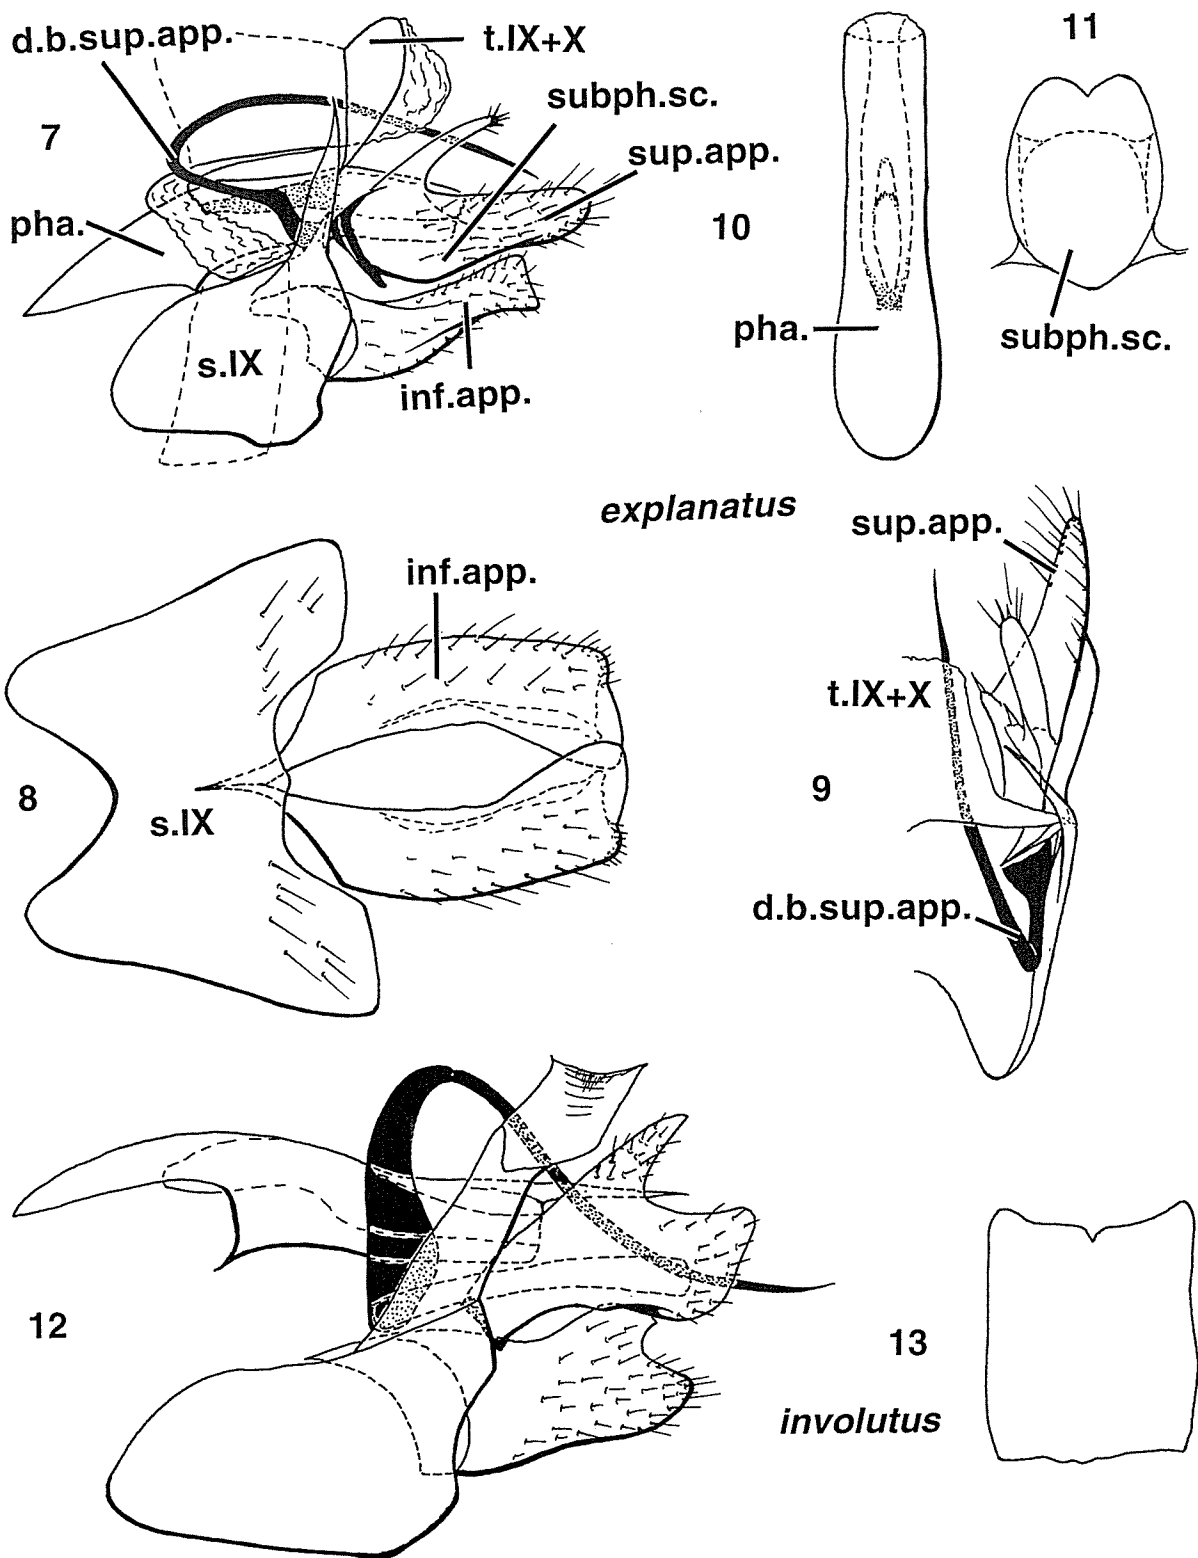 d.b.sup.app.
t.IX+X
11
7
subph.sc.
sup.app.
pha.
10
pha.
subph.sc.
s.IX
inf.app.
explanatus
sup.app.
inf.app.
t.IX+X
8
s.IX
9
d.b.sup.app.
12
13
involutus